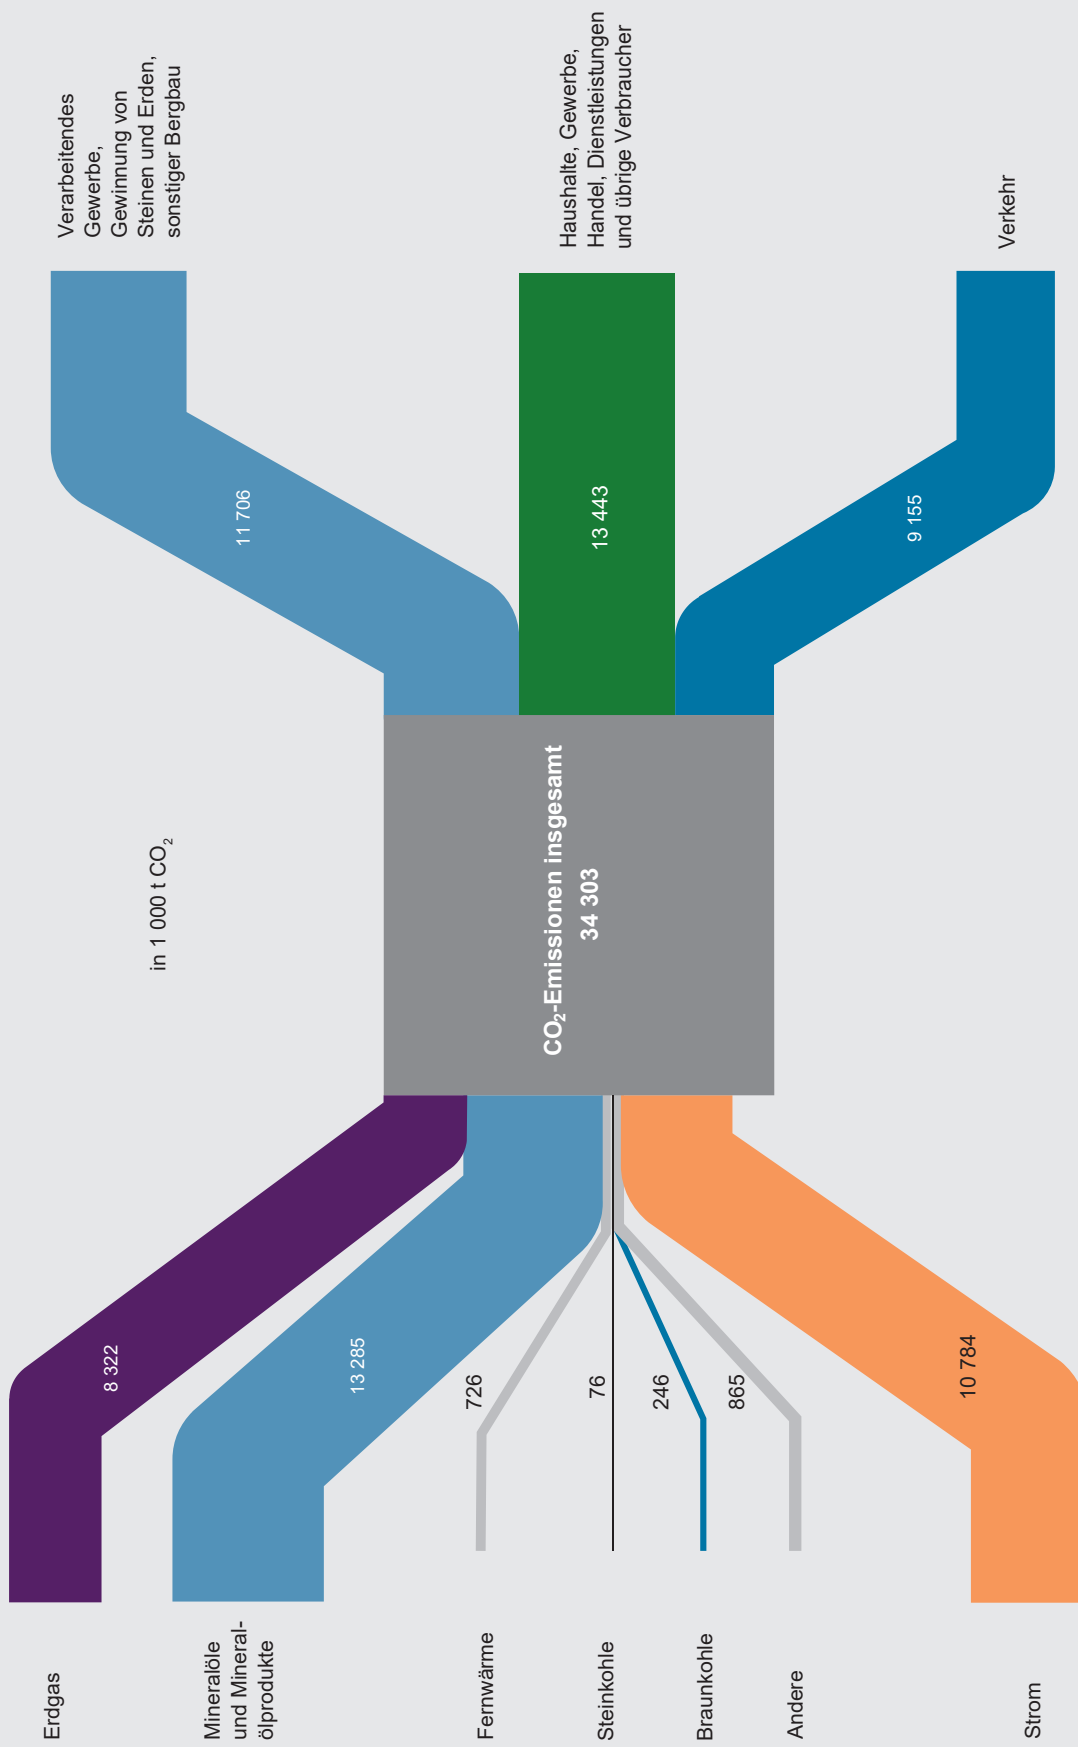 in 1 000 t CO₂
Erdgas
8 322
Mineralöle
und Mineral-
ölprodukte
13 285
Fernwärme
726
Steinkohle
76
Braunkohle
246
Andere
865
Strom
10 784
CO₂-Emissionen insgesamt
34 303
11 706
Verarbeitendes
Gewerbe,
Gewinnung von
Steinen und Erden,
sonstiger Bergbau
13 443
Haushalte, Gewerbe,
Handel, Dienstleistungen
und übrige Verbraucher
9 155
Verkehr